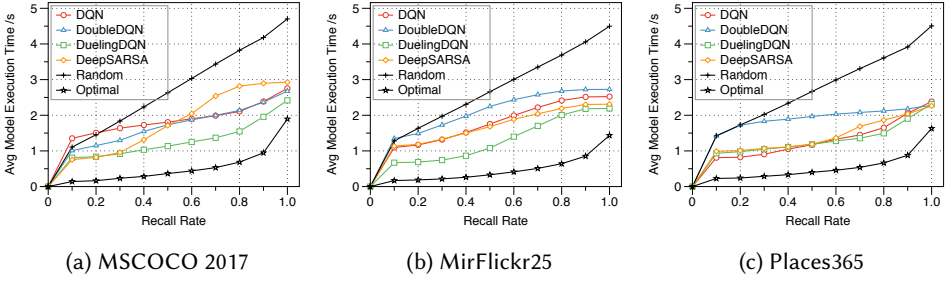 Avg Model Execution Time /s
5
4
3
2
1
0
DQN
DoubleDQN
DuelingDQN
DeepSARSA
Random
Optimal
0 0.2 0.4 0.6 0.8 1.0
Recall Rate
(a) MSCOCO 2017
Avg Model Execution Time /s
5
4
3
2
1
0
DQN
DoubleDQN
DuelingDQN
DeepSARSA
Random
Optimal
0 0.2 0.4 0.6 0.8 1.0
Recall Rate
(b) MirFlickr25
Avg Model Execution Time /s
5
4
3
2
1
0
DQN
DoubleDQN
DuelingDQN
DeepSARSA
Random
Optimal
0 0.2 0.4 0.6 0.8 1.0
Recall Rate
(c) Places365